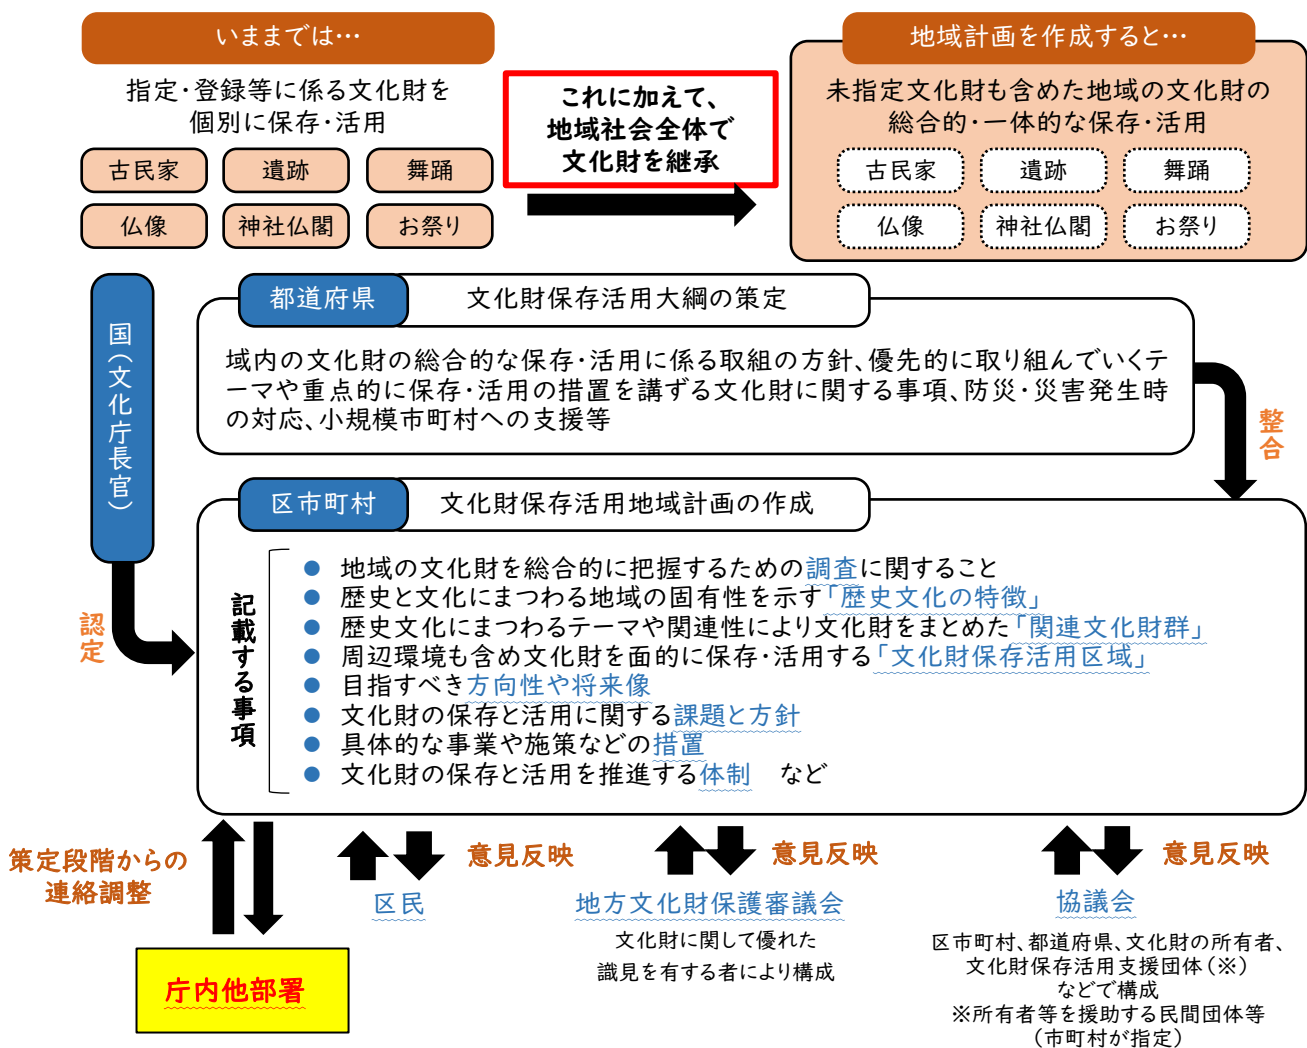 いままでは…
指定・登録等に係る文化財を
個別に保存・活用
古民家
遺跡
舞踊
仏像
神社仏閣
お祭り
これに加えて、
地域社会全体で
文化財を継承
地域計画を作成すると…
未指定文化財も含めた地域の文化財の
総合的・一体的な保存・活用
古民家
遺跡
舞踊
仏像
神社仏閣
お祭り
国(文化庁長官)
都道府県
文化財保存活用大綱の策定
域内の文化財の総合的な保存・活用に係る取組の方針、優先的に取り組んでいくテ
ーマや重点的に保存・活用の措置を講ずる文化財に関する事項、防災・災害発生時
の対応、小規模市町村への支援等
整合
認定
区市町村
文化財保存活用地域計画の作成
記載する事項
● 地域の文化財を総合的に把握するための調査に関すること
● 歴史と文化にまつわる地域の固有性を示す「歴史文化の特徴」
● 歴史文化にまつわるテーマや関連性により文化財をまとめた「関連文化財群」
● 周辺環境も含め文化財を面的に保存・活用する「文化財保存活用区域」
● 目指すべき方向性や将来像
● 文化財の保存と活用に関する課題と方針
● 具体的な事業や施策などの措置
● 文化財の保存と活用を推進する体制　など
策定段階からの
連絡調整
庁内他部署
意見反映
区民
意見反映
地方文化財保護審議会
文化財に関して優れた
識見を有する者により構成
意見反映
協議会
区市町村、都道府県、文化財の所有者、
文化財保存活用支援団体(※)
などで構成
※所有者等を援助する民間団体等
(市町村が指定)